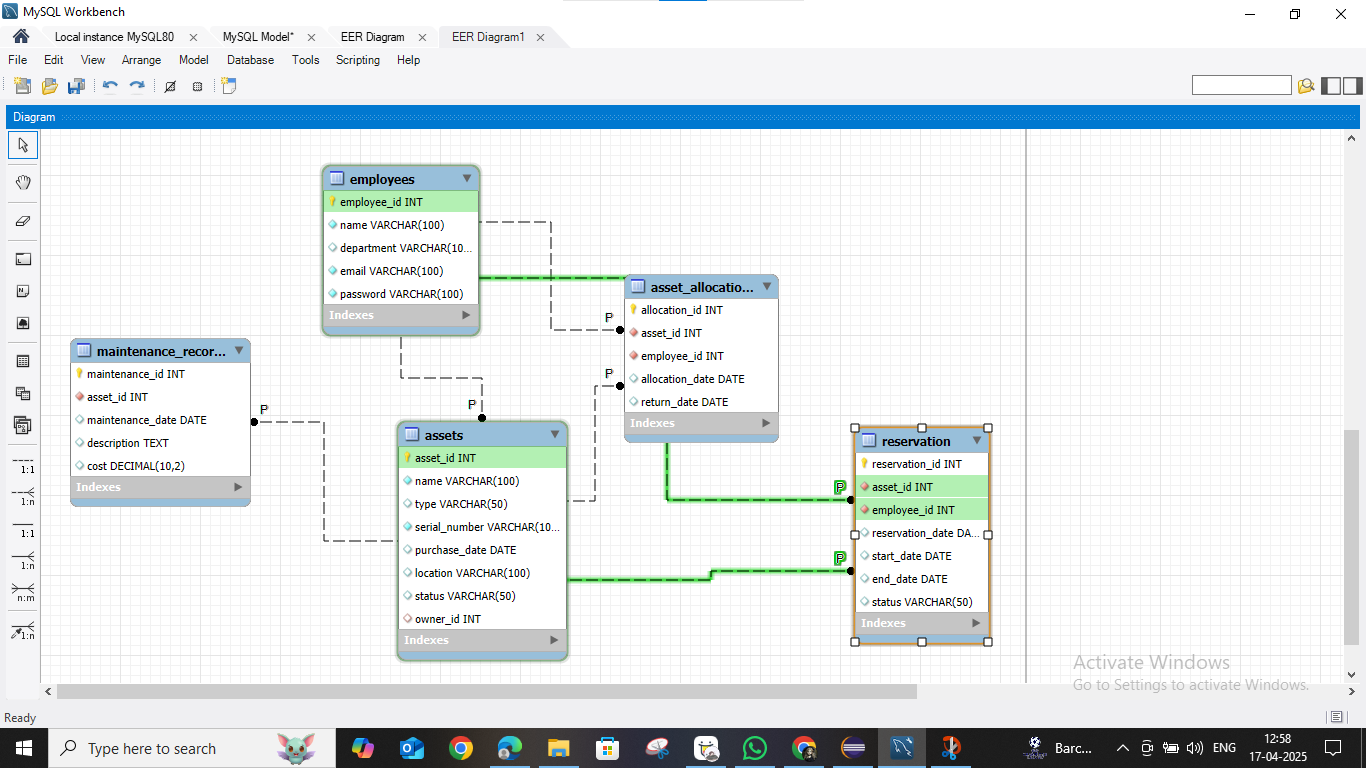 MySQL Workbench
Local instance MySQL80
MySQL Model*
EER Diagram
EER Diagram1
File Edit View Arrange Model Database Tools Scripting Help
Diagram
employees
employee_id INT
name VARCHAR(100)
department VARCHAR(10...
email VARCHAR(100)
password VARCHAR(100)
Indexes
asset_allocatio...
allocation_id INT
asset_id INT
employee_id INT
allocation_date DATE
return_date DATE
Indexes
maintenance_recor...
maintenance_id INT
asset_id INT
maintenance_date DATE
description TEXT
cost DECIMAL(10,2)
Indexes
assets
asset_id INT
name VARCHAR(100)
type VARCHAR(50)
serial_number VARCHAR(10...
purchase_date DATE
location VARCHAR(100)
status VARCHAR(50)
owner_id INT
Indexes
reservation
reservation_id INT
asset_id INT
employee_id INT
reservation_date DA...
start_date DATE
end_date DATE
status VARCHAR(50)
Indexes
P
P
P
P
P
P
1:1
1:n
1:1
1:n
n:m
1:n
Activate Windows
Go to Settings to activate Windows.
Ready
Type here to search
Barc...
ENG
12:58
17-04-2025